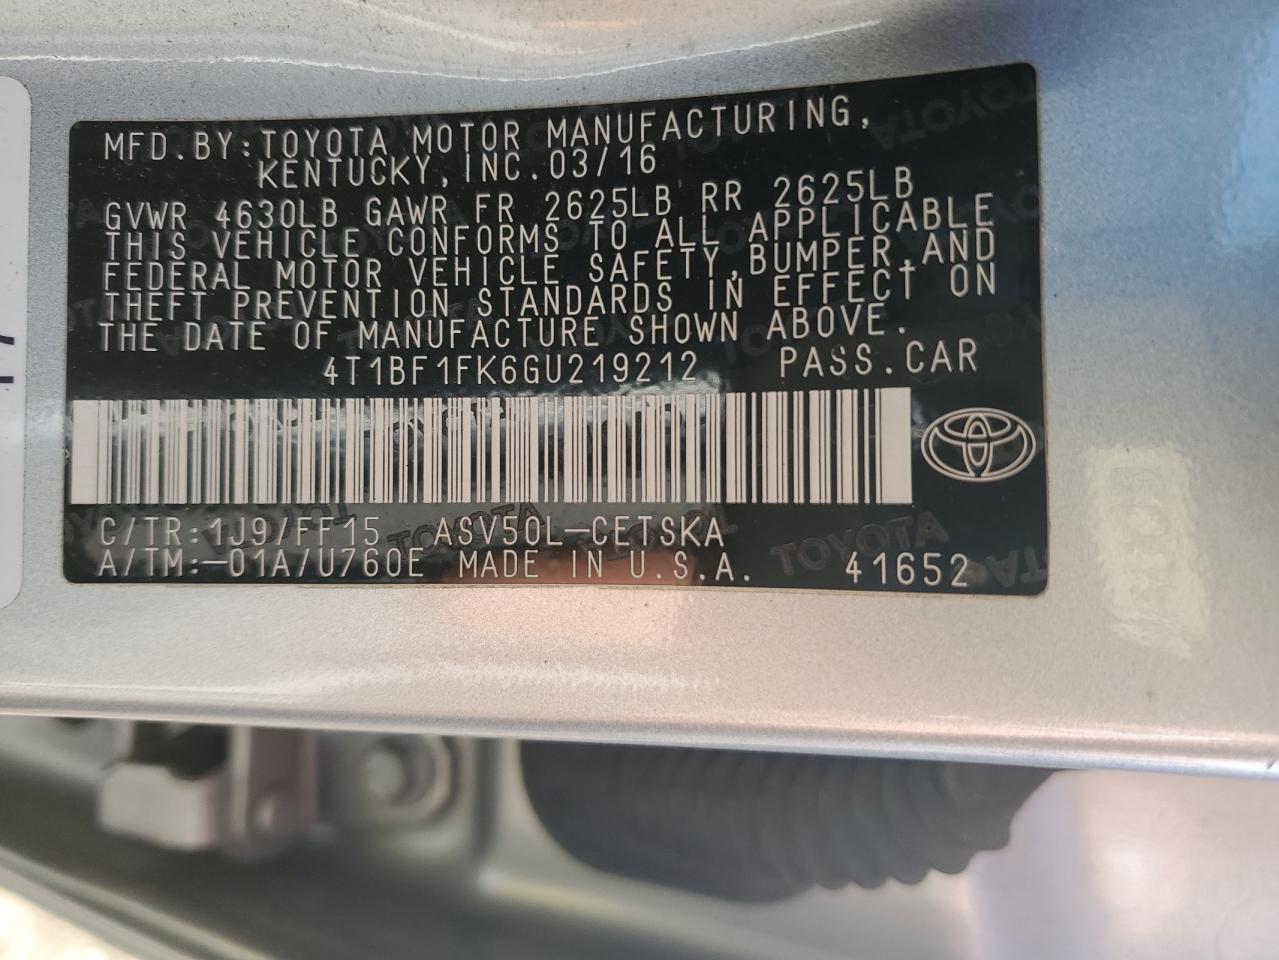 MFD.BY:TOYOTA MOTOR MANUFACTURING,
KENTUCKY,INC.03/16
GVWR 4630LB GAWR FR 2625LB RR 2625LB
THIS VEHICLE CONFORMS TO ALL APPLICABLE
FEDERAL MOTOR VEHICLE SAFETY,BUMPER,AND
THEFT PREVENTION STANDARDS IN EFFECT ON
THE DATE OF MANUFACTURE SHOWN ABOVE.
4T1BF1FK6GU219212 PASS.CAR
C/TR:1J9/FF15 ASV50L-CETSKA
A/TM:-01A/U760E MADE IN U.S.A. 41652